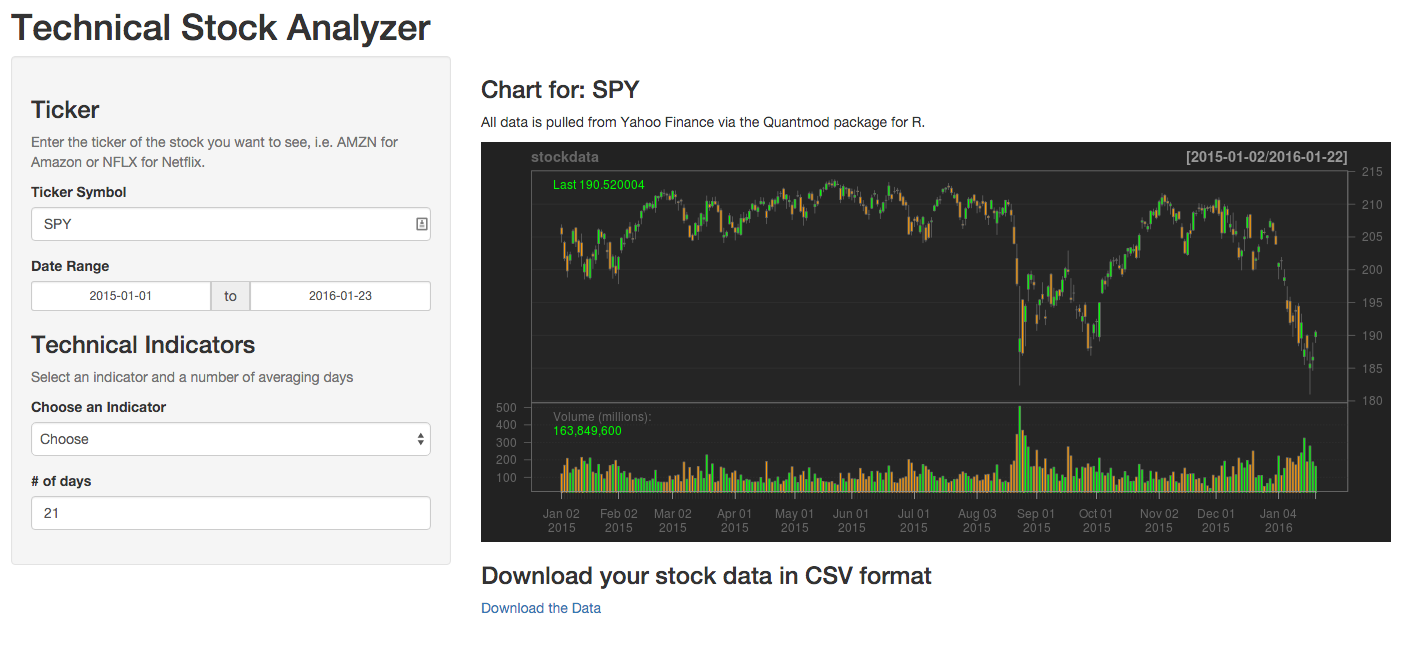 Technical Stock Analyzer
Ticker
Enter the ticker of the stock you want to see, i.e. AMZN for
Amazon or NFLX for Netflix.
Ticker Symbol
SPY
Date Range
2015-01-01 to 2016-01-23
Technical Indicators
Select an indicator and a number of averaging days
Choose an Indicator
Choose
# of days
21
Chart for: SPY
All data is pulled from Yahoo Finance via the Quantmod package for R.
stockdata [2015-01-02/2016-01-22]
Last 190.520004
215
210
205
200
195
190
185
180
Volume (millions):
163,849,600
500
400
300
200
100
Jan 02 Feb 02 Mar 02 Apr 01 May 01 Jun 01 Jul 01 Aug 03 Sep 01 Oct 01 Nov 02 Dec 01 Jan 04
2015 2015 2015 2015 2015 2015 2015 2015 2015 2015 2015 2015 2016
Download your stock data in CSV format
Download the Data